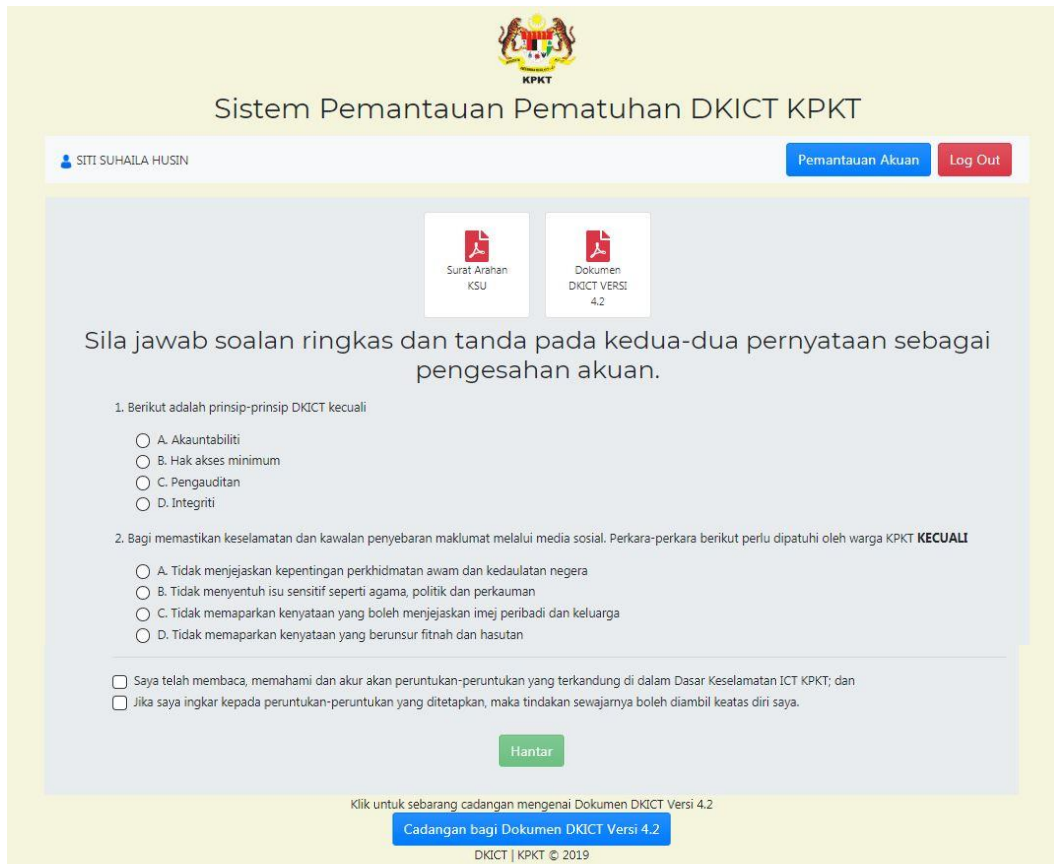 KPKT
Sistem Pemantauan Pematuhan DKICT KPKT
SITI SUHAILA HUSIN
Pemantauan Akuan
Log Out
Surat Arahan
KSU
Dokumen
DKICT VERSI
4.2
Sila jawab soalan ringkas dan tanda pada kedua-dua pernyataan sebagai
pengesahan akuan.
1. Berikut adalah prinsip-prinsip DKICT kecuali
A. Akauntabiliti
B. Hak akses minimum
C. Pengauditan
D. Integriti
2. Bagi memastikan keselamatan dan kawalan penyebaran maklumat melalui media sosial. Perkara-perkara berikut perlu dipatuhi oleh warga KPKT KECUALI
A. Tidak menjejaskan kepentingan perkhidmatan awam dan kedaulatan negera
B. Tidak menyentuh isu sensitif seperti agama, politik dan perkauman
C. Tidak memaparkan kenyataan yang boleh menjejaskan imej peribadi dan keluarga
D. Tidak memaparkan kenyataan yang berunsur fitnah dan hasutan
Saya telah membaca, memahami dan akur akan peruntukan-peruntukan yang terkandung di dalam Dasar Keselamatan ICT KPKT; dan
Jika saya ingkar kepada peruntukan-peruntukan yang ditetapkan, maka tindakan sewajarnya boleh diambil keatas diri saya.
Hantar
Klik untuk sebarang cadangan mengenai Dokumen DKICT Versi 4.2
Cadangan bagi Dokumen DKICT Versi 4.2
DKICT | KPKT © 2019